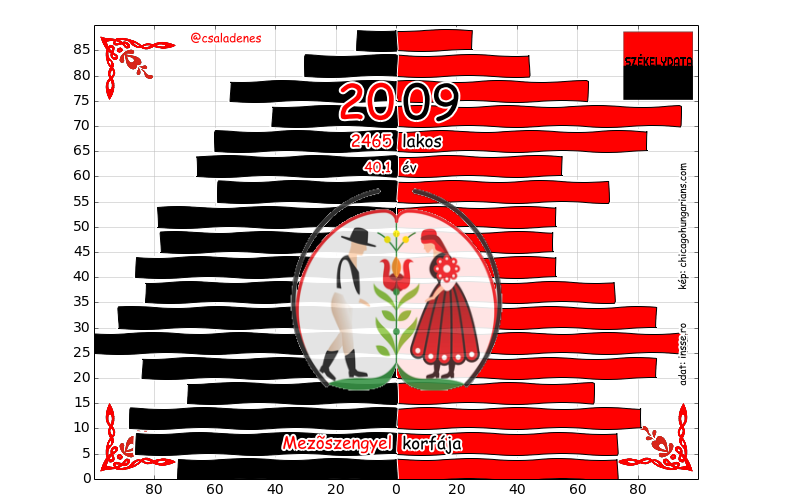 @csaladenes
SZÉKELYDATA
2009
2465 lakos
40.1 év
kép: chicagohungarians.com
adat: insse.ro
Mezőszengyel korfája
85
80
75
70
65
60
55
50
45
40
35
30
25
20
15
10
5
0
80 60 40 20 0 20 40 60 80